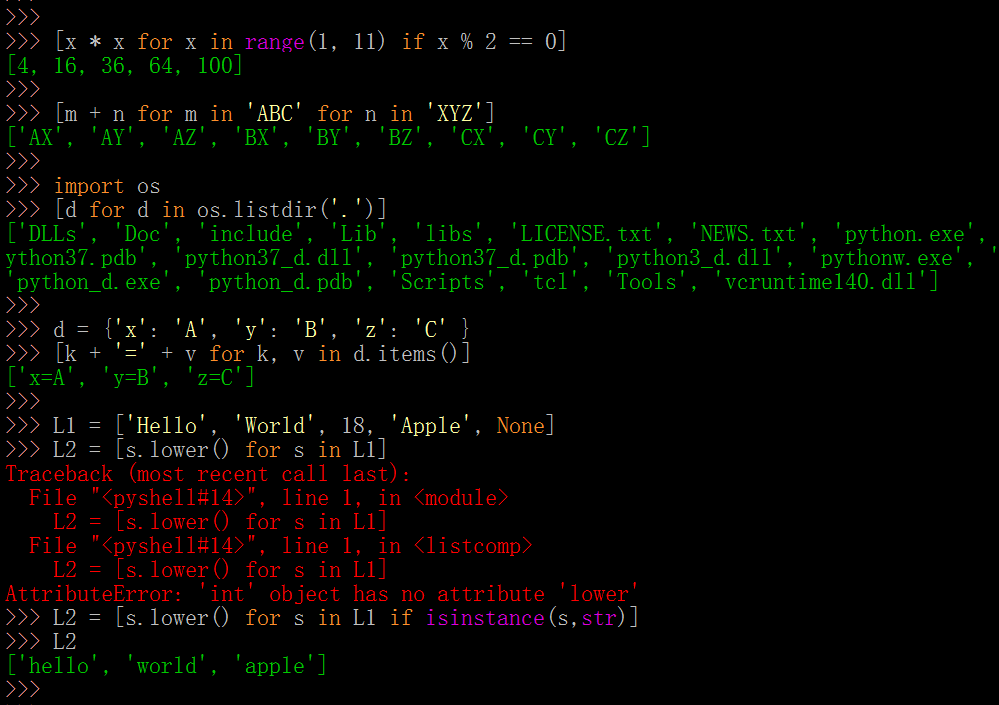 >>>
>>> [x * x for x in range(1, 11) if x % 2 == 0]
[4, 16, 36, 64, 100]
>>>
>>> [m + n for m in 'ABC' for n in 'XYZ']
['AX', 'AY', 'AZ', 'BX', 'BY', 'BZ', 'CX', 'CY', 'CZ']
>>>
>>> import os
>>> [d for d in os.listdir('.')]
['DLLs', 'Doc', 'include', 'Lib', 'libs', 'LICENSE.txt', 'NEWS.txt', 'python.exe',
ython37.pdb', 'python37_d.dll', 'python37_d.pdb', 'python3_d.dll', 'pythonw.exe', '
'python_d.exe', 'python_d.pdb', 'Scripts', 'tcl', 'Tools', 'vcruntime140.dll']
>>>
>>> d = {'x': 'A', 'y': 'B', 'z': 'C' }
>>> [k + '=' + v for k, v in d.items()]
['x=A', 'y=B', 'z=C']
>>>
>>> L1 = ['Hello', 'World', 18, 'Apple', None]
>>> L2 = [s.lower() for s in L1]
Traceback (most recent call last):
  File "<pyshell#14>", line 1, in <module>
    L2 = [s.lower() for s in L1]
  File "<pyshell#14>", line 1, in <listcomp>
    L2 = [s.lower() for s in L1]
AttributeError: 'int' object has no attribute 'lower'
>>> L2 = [s.lower() for s in L1 if isinstance(s,str)]
>>> L2
['hello', 'world', 'apple']
>>>